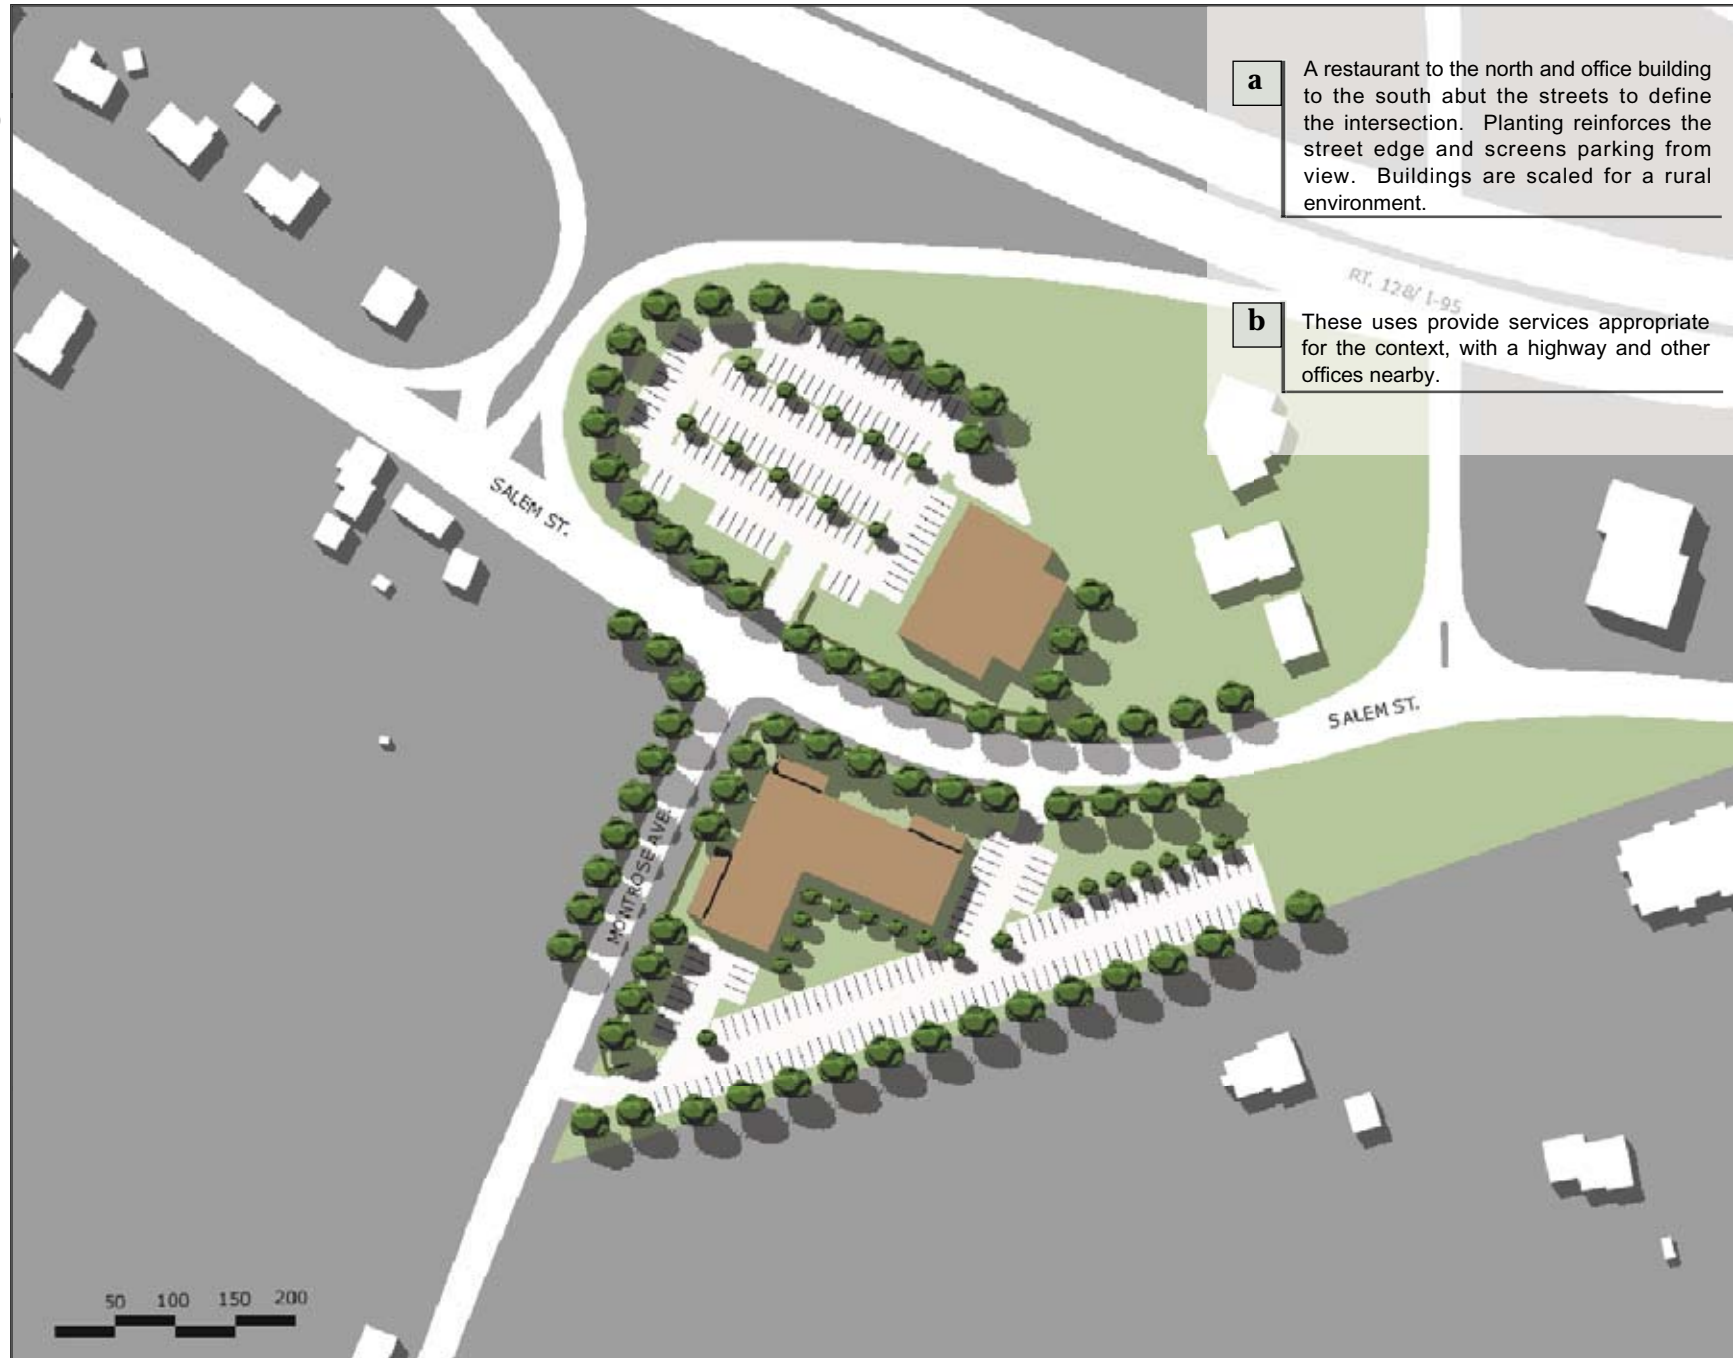 a
A restaurant to the north and office building
to the south abut the streets to define
the intersection. Planting reinforces the
street edge and screens parking from
view. Buildings are scaled for a rural
environment.
RT. 128/ I-95
b
These uses provide services appropriate
for the context, with a highway and other
offices nearby.
SALEM ST.
SALEM ST.
MONTROSE AVE.
50 100 150 200